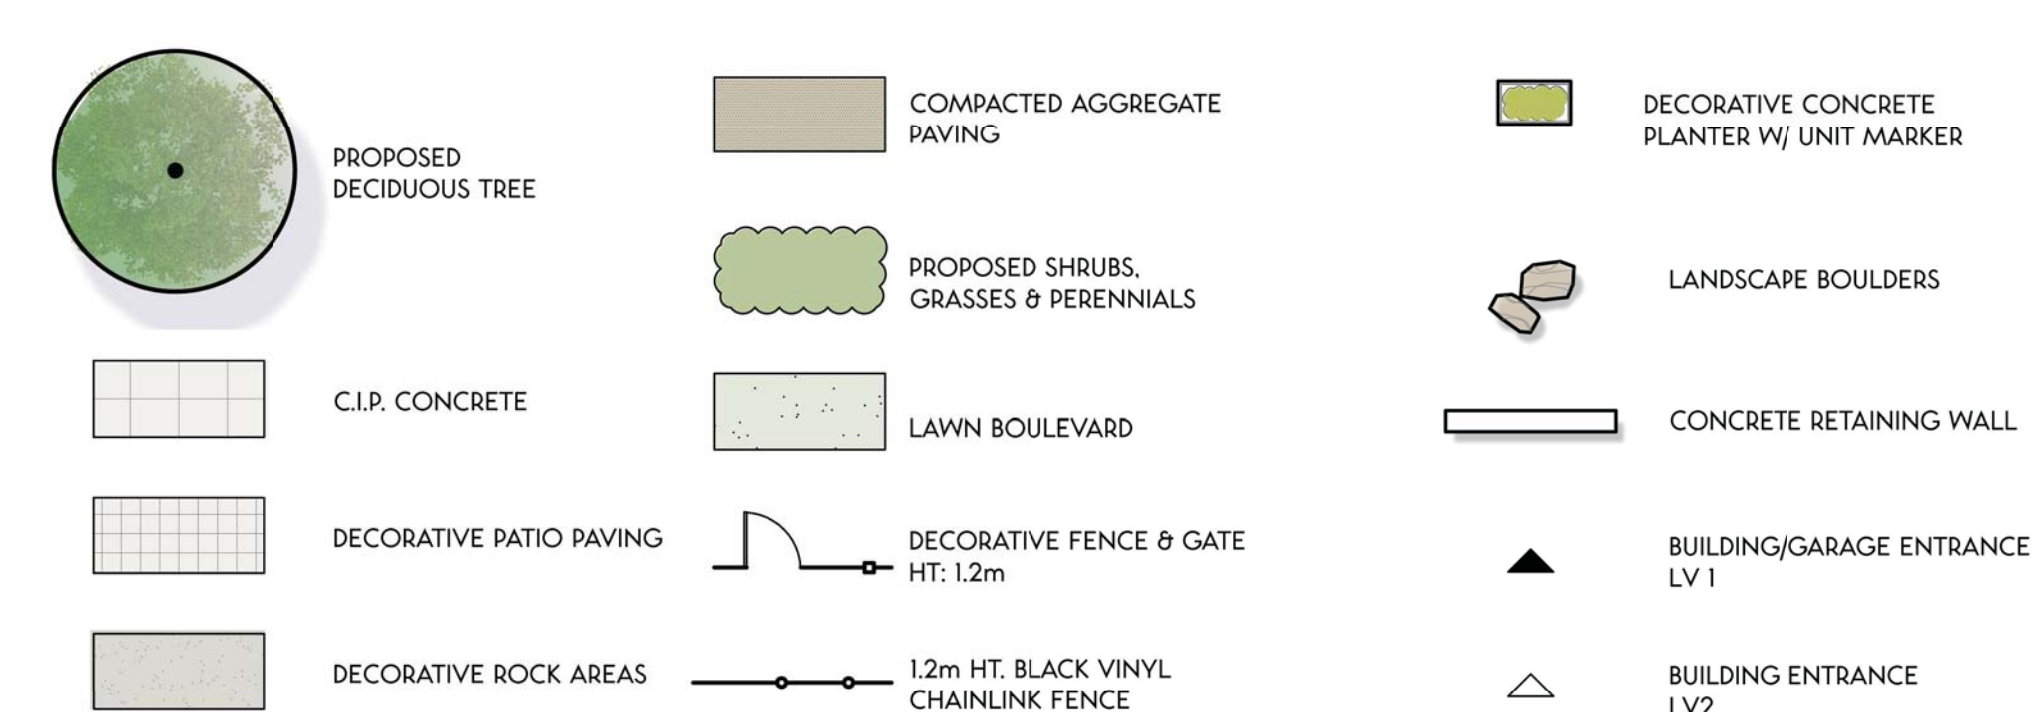 PROPOSED
DECIDUOUS TREE
C.I.P. CONCRETE
DECORATIVE PATIO PAVING
DECORATIVE ROCK AREAS
COMPACTED AGGREGATE
PAVING
PROPOSED SHRUBS,
GRASSES & PERENNIALS
LAWN BOULEVARD
DECORATIVE FENCE & GATE
HT: 1.2m
1.2m HT. BLACK VINYL
CHAINLINK FENCE
DECORATIVE CONCRETE
PLANTER W/ UNIT MARKER
LANDSCAPE BOULDERS
CONCRETE RETAINING WALL
BUILDING/GARAGE ENTRANCE
LV 1
BUILDING ENTRANCE
LV2